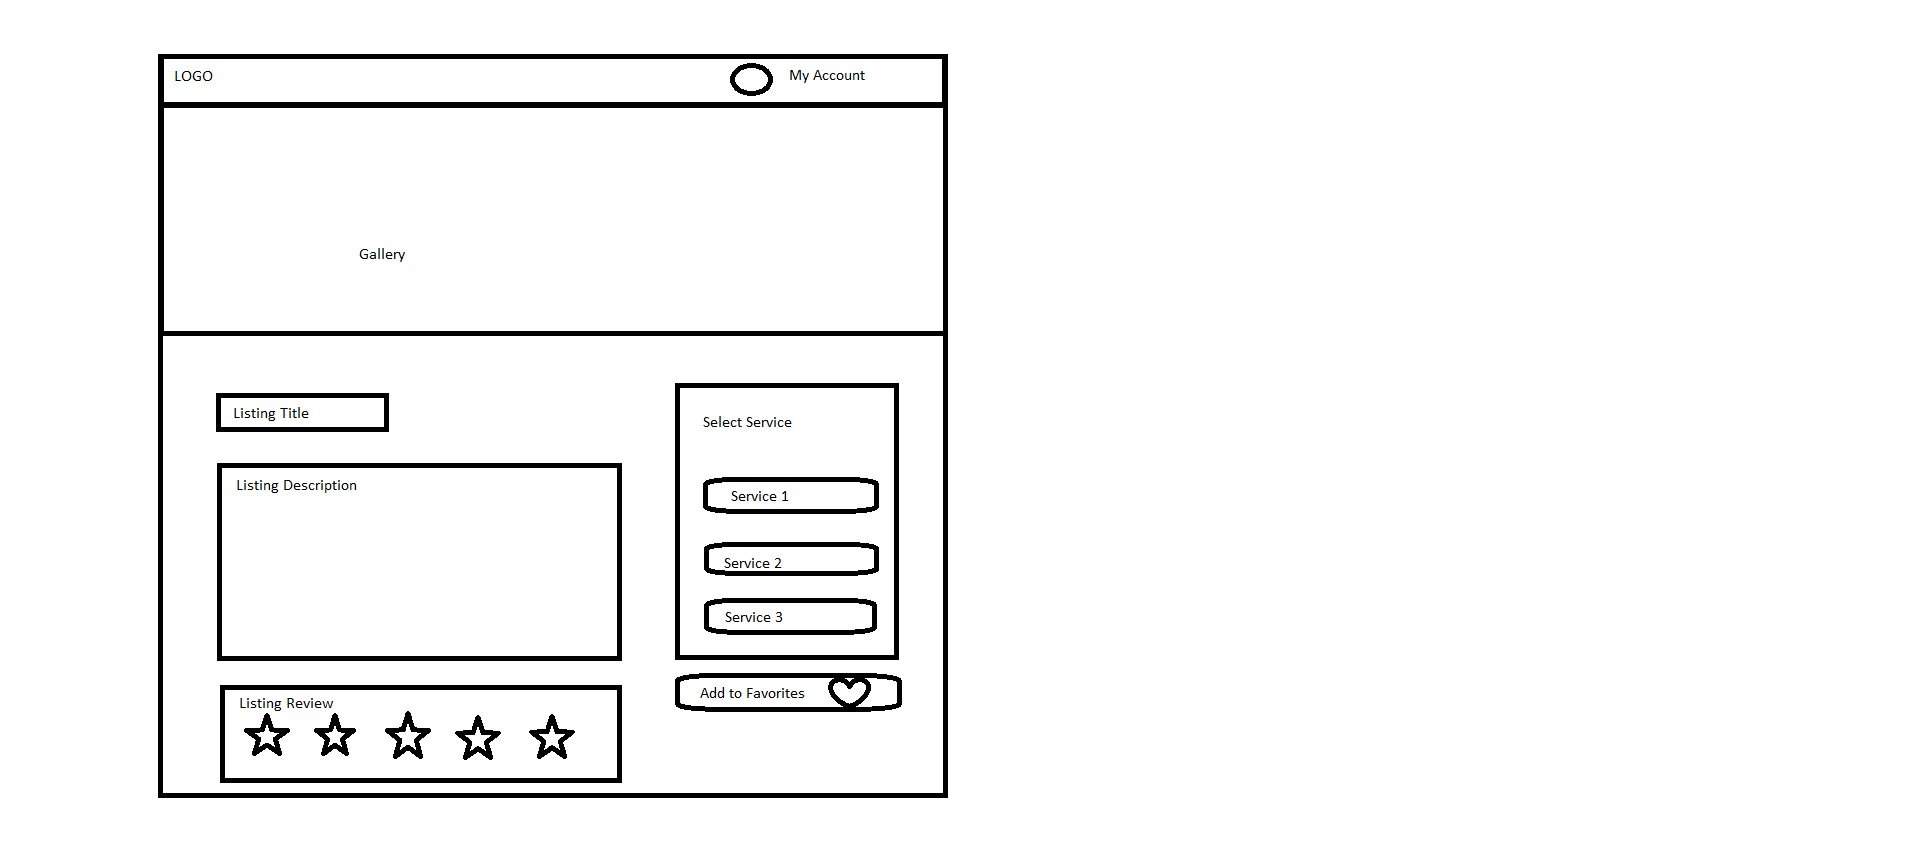 LOGO
My Account
Gallery
Listing Title
Listing Description
Listing Review
Select Service
Service 1
Service 2
Service 3
Add to Favorites